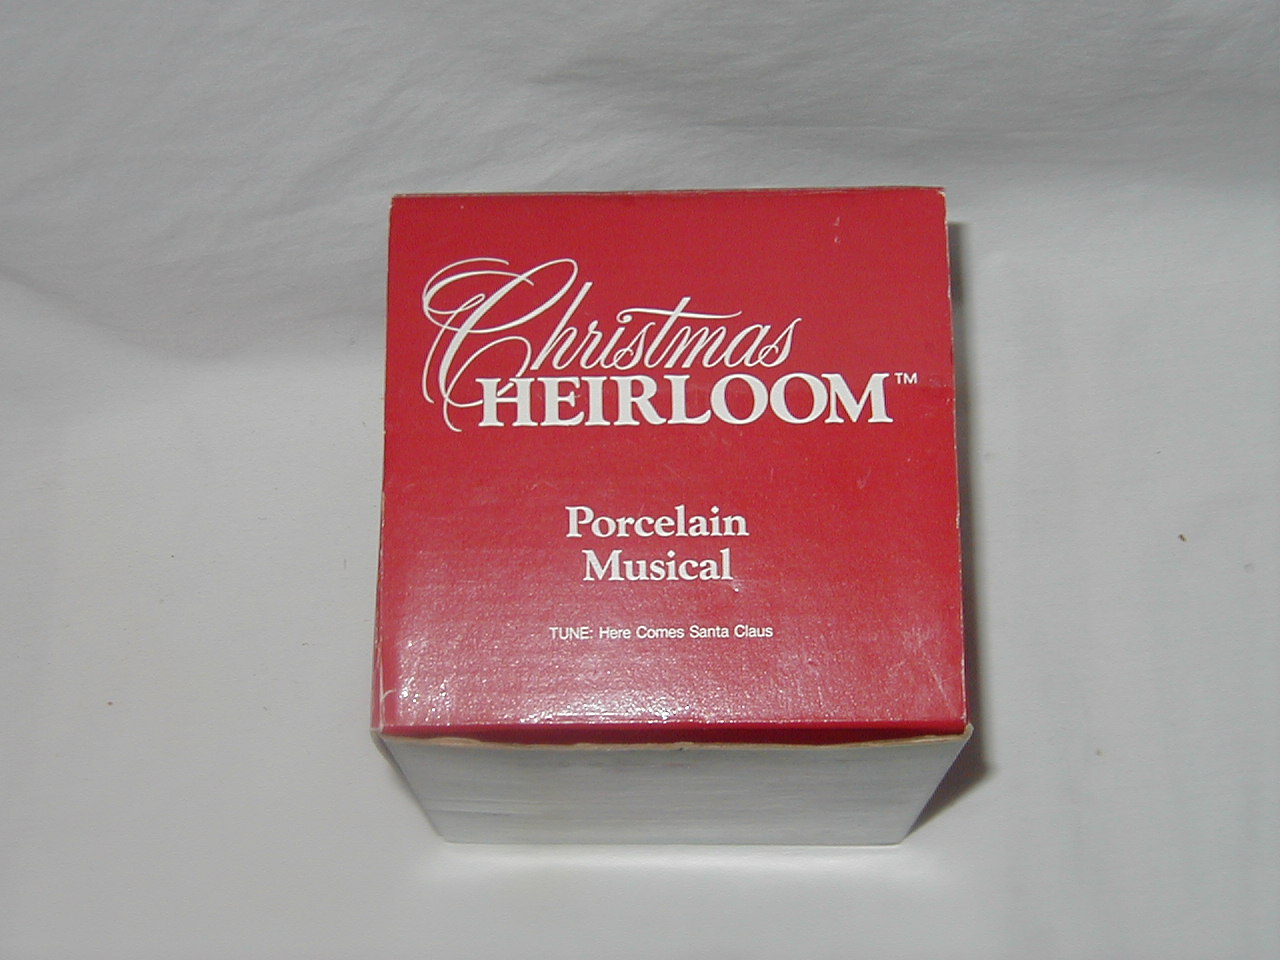 Christmas
HEIRLOOM™
Porcelain
Musical
TUNE: Here Comes Santa Claus